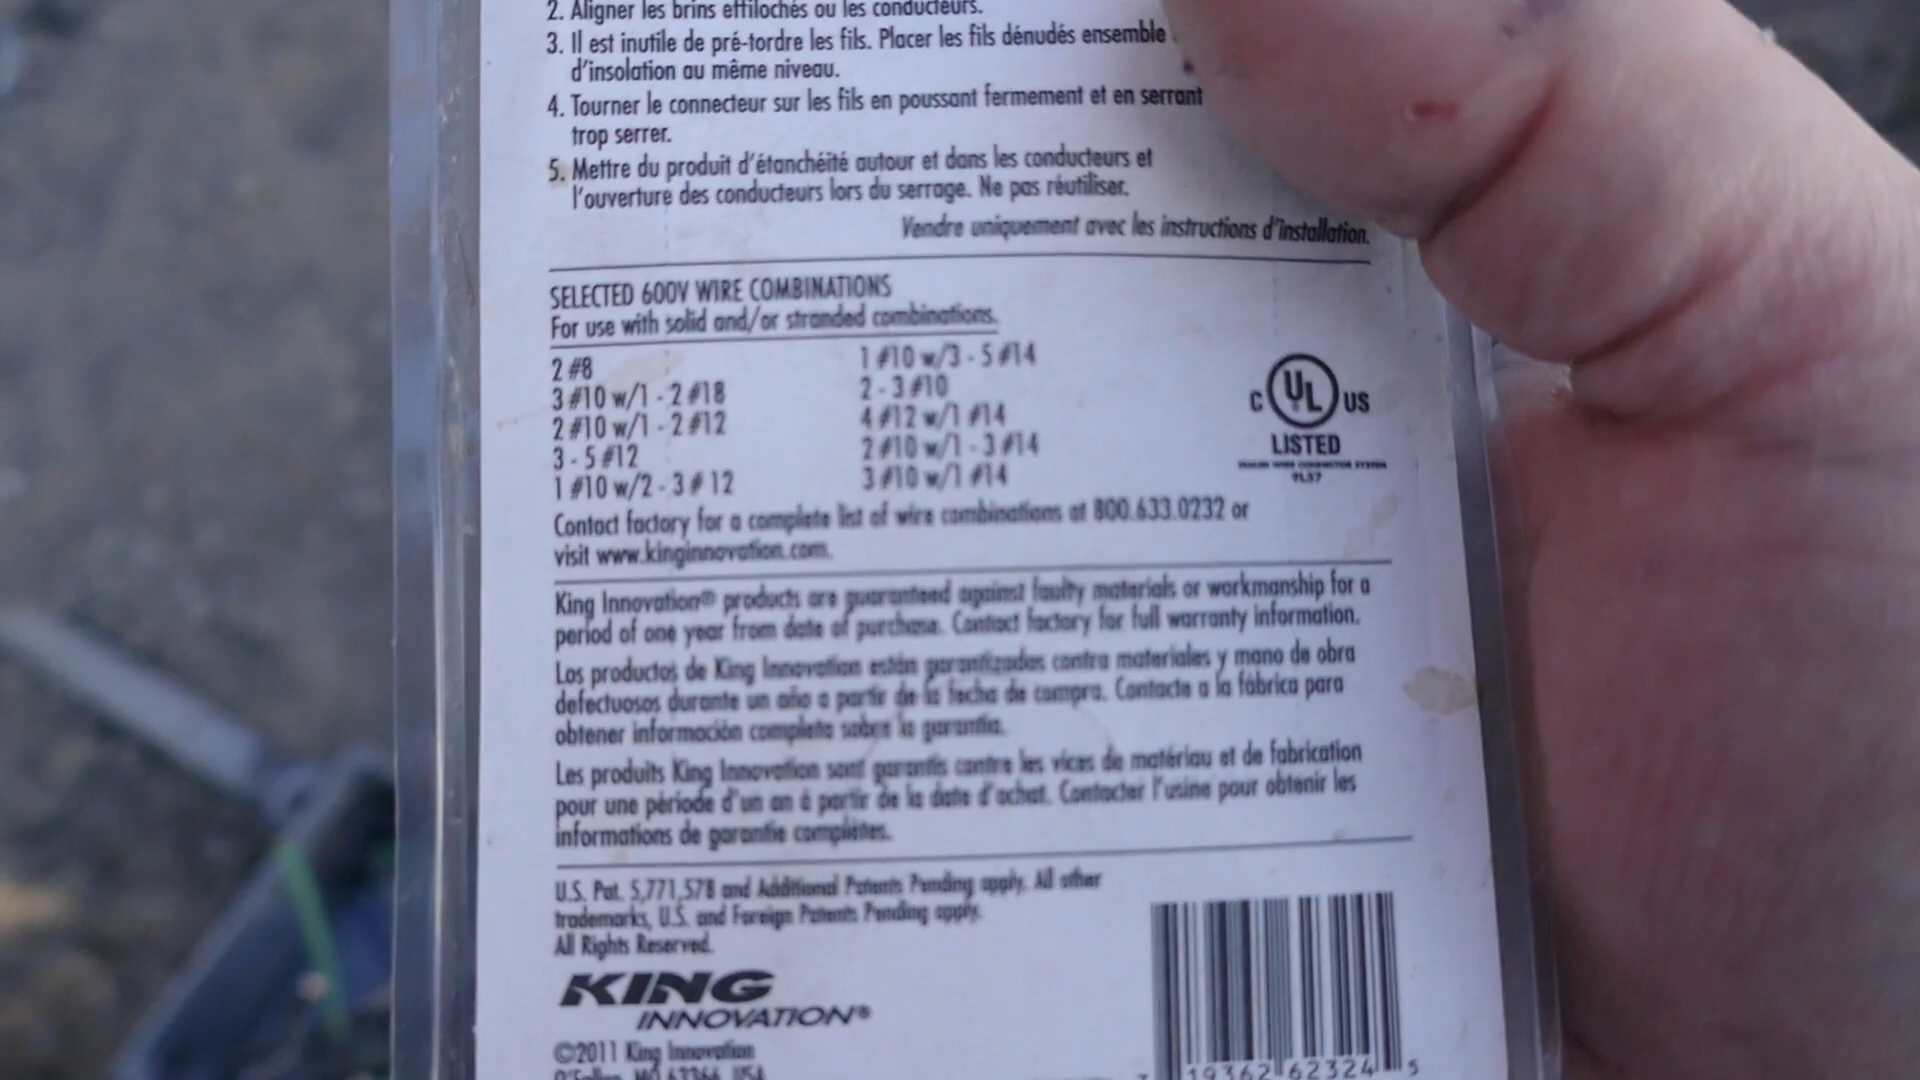 2. Aligner les brins effilochés ou les conducteurs.
3. Il est inutile de pré-tordre les fils. Placer les fils dénudés ensemble
d'insolation au même niveau.
4. Tourner le connecteur sur les fils en poussant fermement et en serrant
trop serrer.
5. Mettre du produit d'étanchéité autour et dans les conducteurs et
l'ouverture des conducteurs lors du serrage. Ne pas réutiliser.
Vendre uniquement avec les instructions d'installation.
SELECTED 600V WIRE COMBINATIONS
For use with solid and/or stranded combinations.
2 #8
3 #10 w/1 - 2 #18
2 #10 w/1 - 2 #12
3 - 5 #12
1 #10 w/2 - 3 # 12
1 #10 w/3 - 5 #14
2 - 3 #10
4 #12 w/1 #14
2 #10 w/1 - 3 #14
3 #10 w/1 #14
C UL US
LISTED
9L57
Contact factory for a complete list of wire combinations at 800.633.0232 or
visit www.kinginnovation.com.
King Innovation® products are guaranteed against faulty materials or workmanship for a
period of one year from date of purchase. Contact factory for full warranty information.
Los productos de King Innovation están garantizados contra materiales y mano de obra
defectuosos durante un año a partir de la fecha de compra. Contacte a la fábrica para
obtener información completa sobre la garantía.
Les produits King Innovation sont garantis contre les vices de matériau et de fabrication
pour une période d'un an à partir de la date d'achat. Contacter l'usine pour obtenir les
informations de garantie complètes.
U.S. Pat. 5,771,578 and Additional Patents Pending apply. All other
trademarks, U.S. and Foreign Patents Pending apply.
All Rights Reserved.
KING
INNOVATION®
©2011 King Innovation
O'Fallon, MO 63366 USA
19362 62324 5